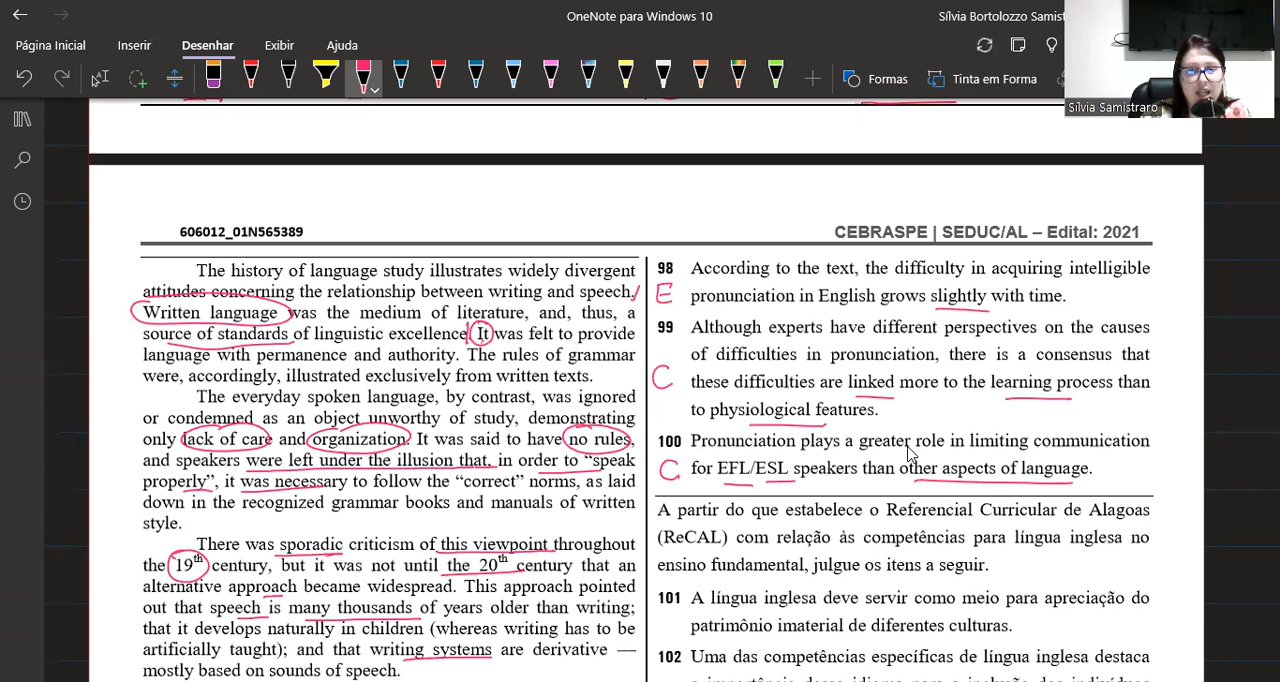 OneNote para Windows 10
Sílvia Bortolozzo Samist
Página Inicial
Inserir
Desenhar
Exibir
Ajuda
Formas
Tinta em Forma
Sílvia Samistraro
606012_01N565389
CEBRASPE | SEDUC/AL – Edital: 2021
The history of language study illustrates widely divergent
attitudes concerning the relationship between writing and speech.
Written language was the medium of literature, and, thus, a
source of standards of linguistic excellence. It was felt to provide
language with permanence and authority. The rules of grammar
were, accordingly, illustrated exclusively from written texts.
The everyday spoken language, by contrast, was ignored
or condemned as an object unworthy of study, demonstrating
only lack of care and organization. It was said to have no rules,
and speakers were left under the illusion that, in order to “speak
properly”, it was necessary to follow the “correct” norms, as laid
down in the recognized grammar books and manuals of written
style.
There was sporadic criticism of this viewpoint throughout
the 19th century, but it was not until the 20th century that an
alternative approach became widespread. This approach pointed
out that speech is many thousands of years older than writing;
that it develops naturally in children (whereas writing has to be
artificially taught); and that writing systems are derivative —
mostly based on sounds of speech.
98 According to the text, the difficulty in acquiring intelligible
E pronunciation in English grows slightly with time.
99 Although experts have different perspectives on the causes
of difficulties in pronunciation, there is a consensus that
C these difficulties are linked more to the learning process than
to physiological features.
100 Pronunciation plays a greater role in limiting communication
C for EFL/ESL speakers than other aspects of language.
A partir do que estabelece o Referencial Curricular de Alagoas
(ReCAL) com relação às competências para língua inglesa no
ensino fundamental, julgue os itens a seguir.
101 A língua inglesa deve servir como meio para apreciação do
patrimônio imaterial de diferentes culturas.
102 Uma das competências específicas de língua inglesa destaca